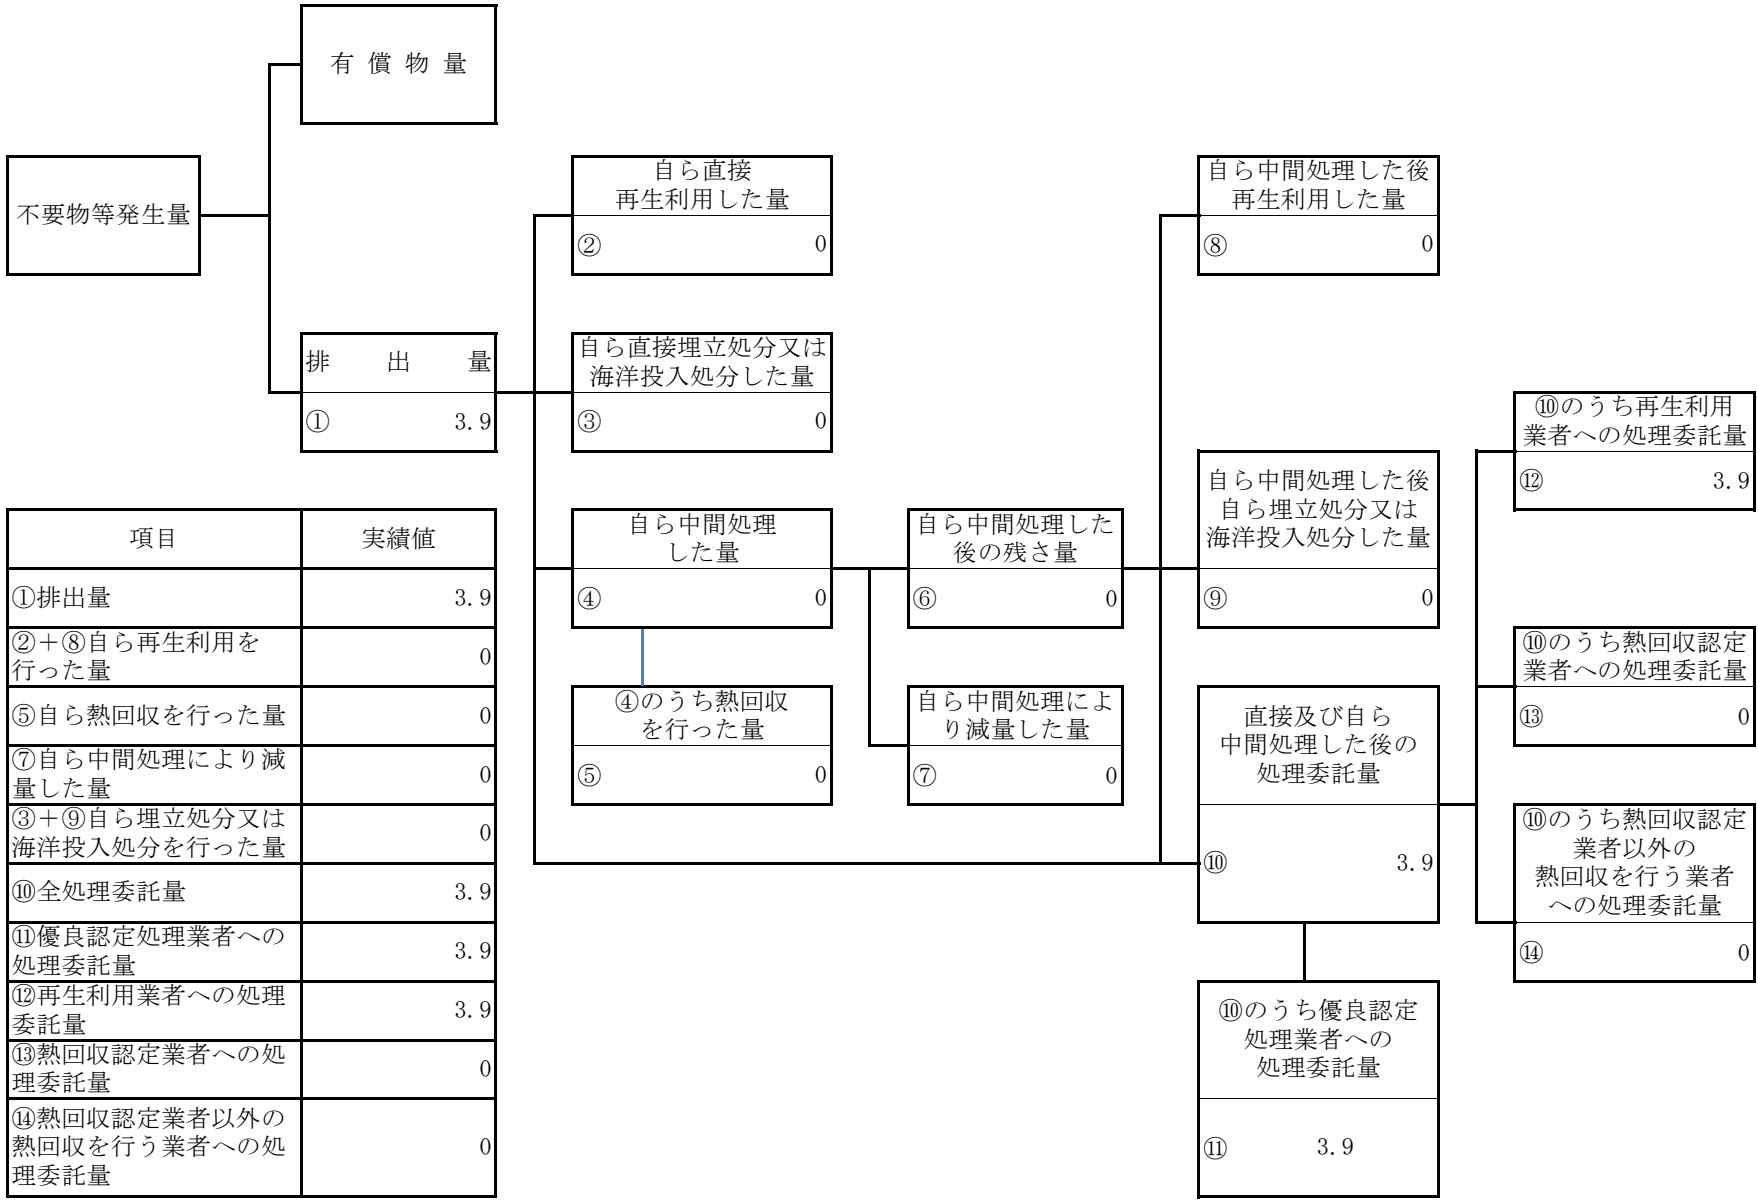 有償物量
不要物等発生量
自ら直接
再生利用した量
② 0
自ら中間処理した後
再生利用した量
⑧ 0
排出量
① 3.9
自ら直接埋立処分又は
海洋投入処分した量
③ 0
⑩のうち再生利用
業者への処理委託量
⑫ 3.9
自ら中間処理した後
自ら埋立処分又は
海洋投入処分した量
⑨ 0
自ら中間処理
した量
④ 0
自ら中間処理した
後の残さ量
⑥ 0
⑩のうち熱回収認定
業者への処理委託量
⑬ 0
④のうち熱回収
を行った量
⑤ 0
自ら中間処理によ
り減量した量
⑦ 0
直接及び自ら
中間処理した後の
処理委託量
⑩ 3.9
⑩のうち熱回収認定
業者以外の
熱回収を行う業者
への処理委託量
⑭ 0
⑩のうち優良認定
処理業者への
処理委託量
⑪ 3.9
項目 実績値
①排出量 3.9
②＋⑧自ら再生利用を
行った量 0
⑤自ら熱回収を行った量 0
⑦自ら中間処理により減
量した量 0
③＋⑨自ら埋立処分又は
海洋投入処分を行った量 0
⑩全処理委託量 3.9
⑪優良認定処理業者への
処理委託量 3.9
⑫再生利用業者への処理
委託量 3.9
⑬熱回収認定業者への処
理委託量 0
⑭熱回収認定業者以外の
熱回収を行う業者への処
理委託量 0